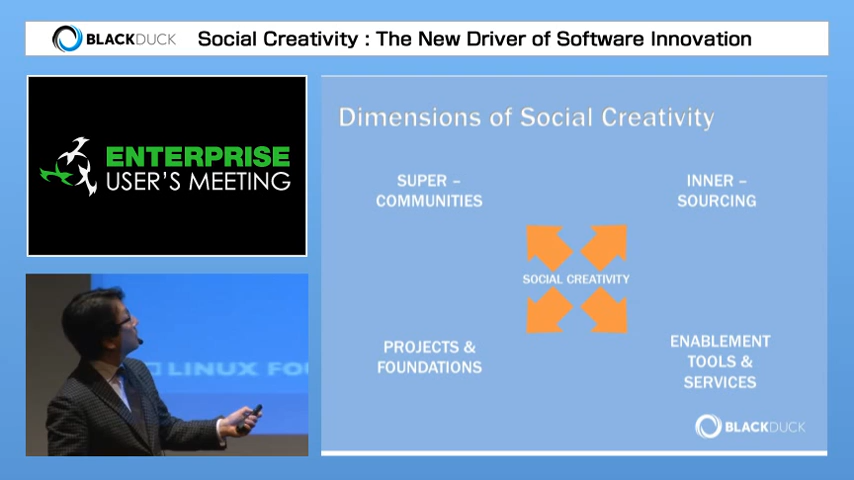 BLACKDUCK
Social Creativity : The New Driver of Software Innovation
ENTERPRISE
USER'S MEETING
Dimensions of Social Creativity
SUPER –
COMMUNITIES
INNER –
SOURCING
SOCIAL CREATIVITY
PROJECTS &
FOUNDATIONS
ENABLEMENT
TOOLS &
SERVICES
BLACKDUCK
LINUX FOU